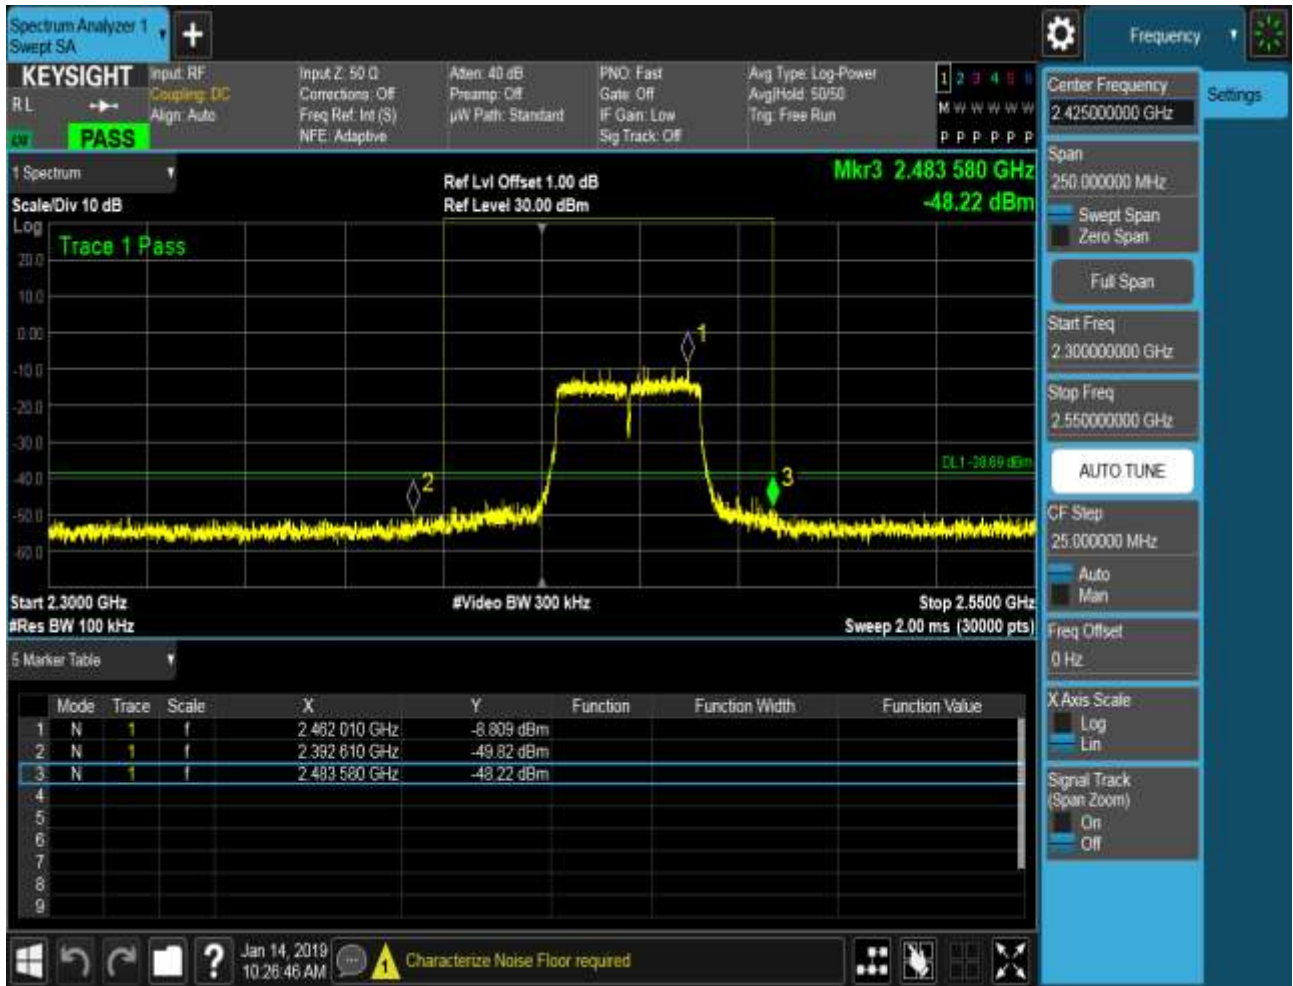 Spectrum Analyzer 1
Swept SA
+
Frequency
KEYSIGHT
Input: RF
Coupling: DC
Align: Auto
Input Z: 50 Ω
Corrections: Off
Freq Ref: Int (S)
NFE: Adaptive
Atten: 40 dB
Preamp: Off
µW Path: Standard
PNO: Fast
Gate: Off
IF Gain: Low
Sig Track: Off
Avg Type: Log-Power
Avg|Hold: 50/50
Trig: Free Run
1 2 3 4 5 6
M W W W W W
P P P P P P
R L
PASS
1 Spectrum
Ref Lvl Offset 1.00 dB
Mkr3 2.483 580 GHz
Scale/Div 10 dB
Ref Level 30.00 dBm
-48.22 dBm
Log
Trace 1 Pass
20.0
10.0
0.00
-10.0
-20.0
-30.0
-40.0
-50.0
-60.0
1
2
3
DL1 -38.69 dBm
Start 2.3000 GHz
#Video BW 300 kHz
Stop 2.5500 GHz
#Res BW 100 kHz
Sweep 2.00 ms (30000 pts)
5 Marker Table
Mode Trace Scale X Y Function Function Width Function Value
1 N 1 f 2.462 010 GHz -8.809 dBm
2 N 1 f 2.392 610 GHz -49.82 dBm
3 N 1 f 2.483 580 GHz -48.22 dBm
4
5
6
7
8
9
Jan 14, 2019
10:26:46 AM
?
1
Characterize Noise Floor required
Center Frequency
2.425000000 GHz
Settings
Span
250.000000 MHz
Swept Span
Zero Span
Full Span
Start Freq
2.300000000 GHz
Stop Freq
2.550000000 GHz
AUTO TUNE
CF Step
25.000000 MHz
Auto
Man
Freq Offset
0 Hz
X Axis Scale
Log
Lin
Signal Track
(Span Zoom)
On
Off